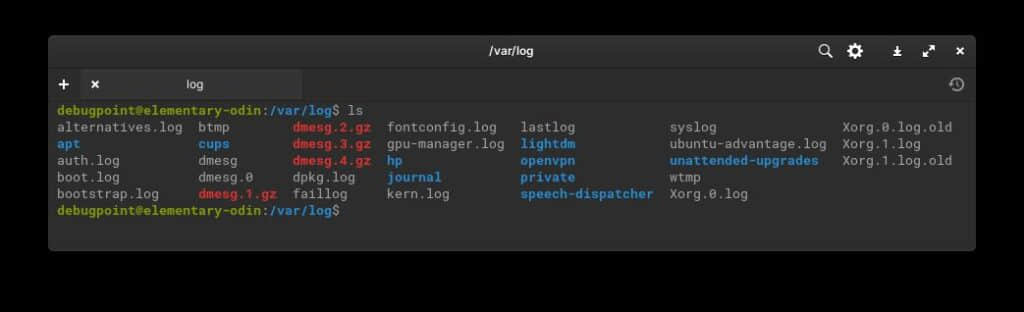 /var/log
log
debugpoint@elementary-odin:/var/log$ ls
alternatives.log btmp dmesg.2.gz fontconfig.log lastlog syslog Xorg.0.log.old
apt cups dmesg.3.gz gpu-manager.log lightdm ubuntu-advantage.log Xorg.1.log
auth.log dmesg dmesg.4.gz hp openvpn unattended-upgrades Xorg.1.log.old
boot.log dmesg.0 dpkg.log journal private wtmp
bootstrap.log dmesg.1.gz faillog kern.log speech-dispatcher Xorg.0.log
debugpoint@elementary-odin:/var/log$